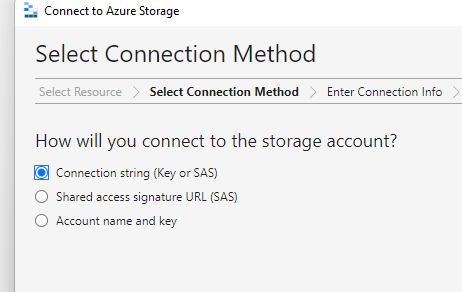 Connect to Azure Storage
Select Connection Method
Select Resource > Select Connection Method > Enter Connection Info >
How will you connect to the storage account?
Connection string (Key or SAS)
Shared access signature URL (SAS)
Account name and key